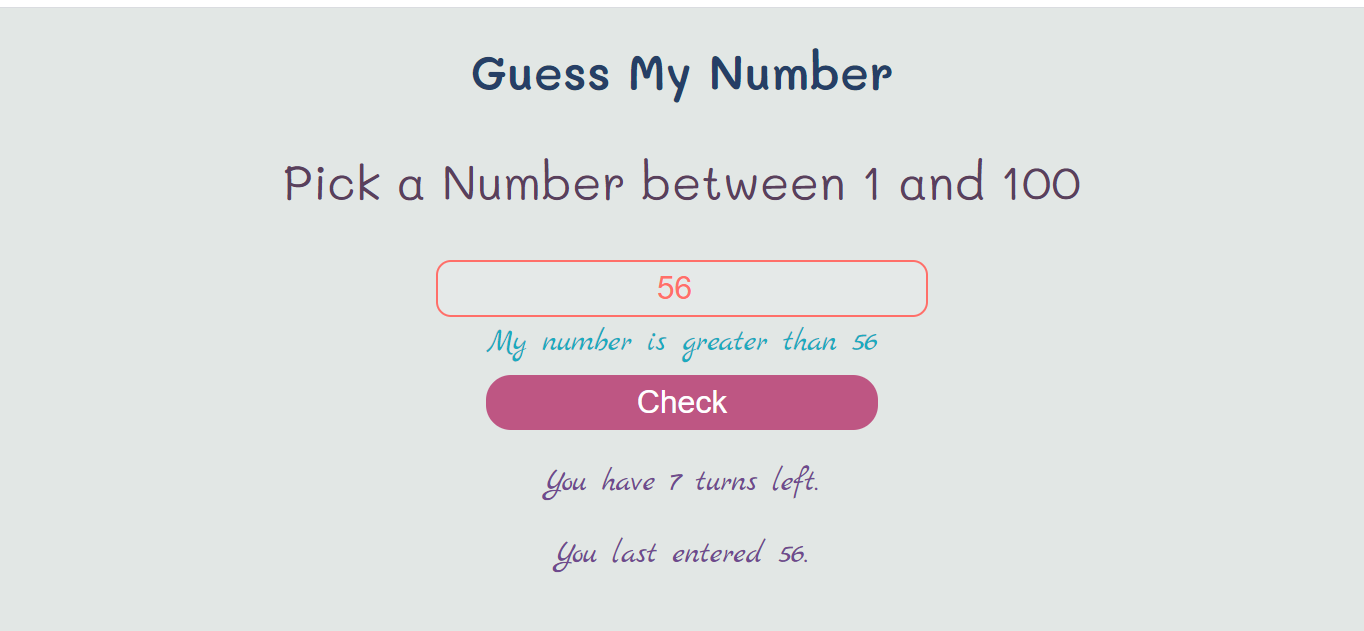 Guess My Number
Pick a Number between 1 and 100
56
My number is greater than 56
Check
You have 7 turns left.
You last entered 56.